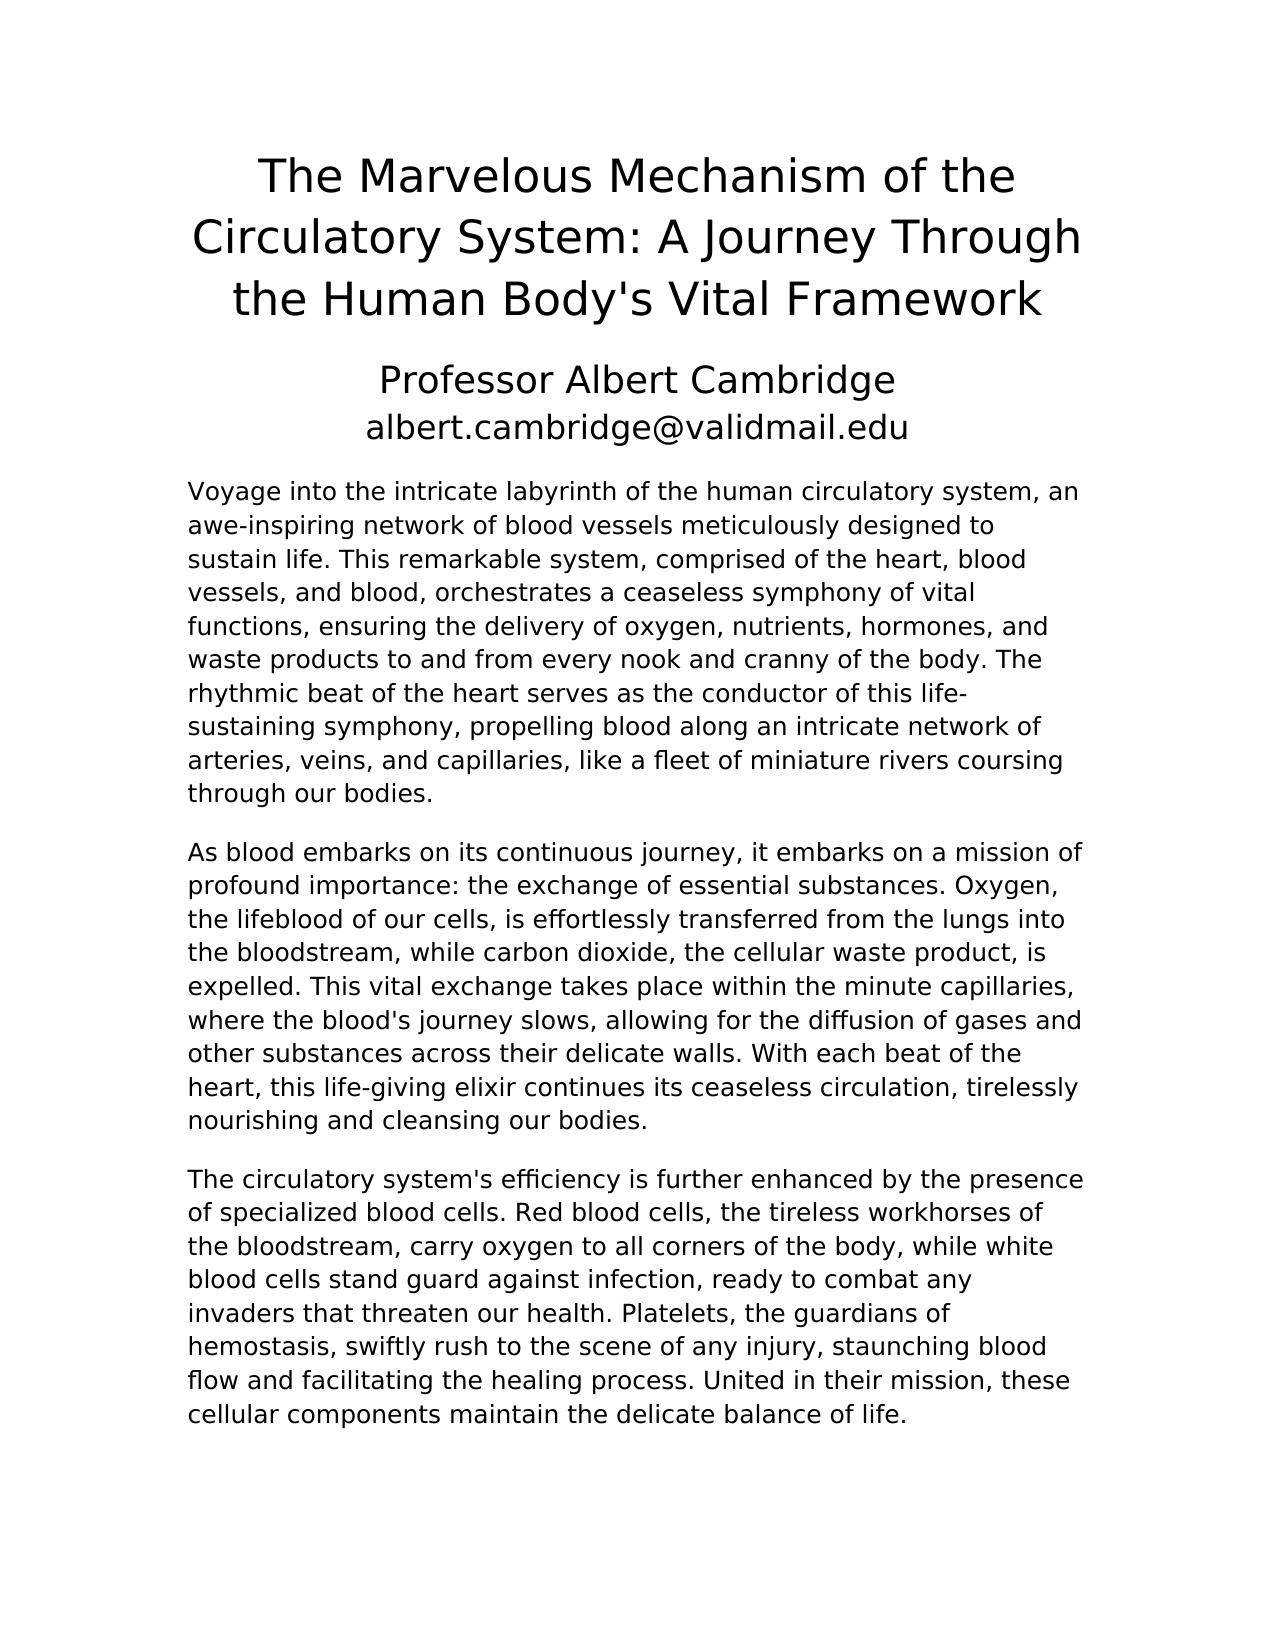 The Marvelous Mechanism of the
Circulatory System: A Journey Through
the Human Body's Vital Framework
Professor Albert Cambridge
albert.cambridge@validmail.edu
Voyage into the intricate labyrinth of the human circulatory system, an
awe-inspiring network of blood vessels meticulously designed to
sustain life. This remarkable system, comprised of the heart, blood
vessels, and blood, orchestrates a ceaseless symphony of vital
functions, ensuring the delivery of oxygen, nutrients, hormones, and
waste products to and from every nook and cranny of the body. The
rhythmic beat of the heart serves as the conductor of this life-
sustaining symphony, propelling blood along an intricate network of
arteries, veins, and capillaries, like a fleet of miniature rivers coursing
through our bodies.
As blood embarks on its continuous journey, it embarks on a mission of
profound importance: the exchange of essential substances. Oxygen,
the lifeblood of our cells, is effortlessly transferred from the lungs into
the bloodstream, while carbon dioxide, the cellular waste product, is
expelled. This vital exchange takes place within the minute capillaries,
where the blood's journey slows, allowing for the diffusion of gases and
other substances across their delicate walls. With each beat of the
heart, this life-giving elixir continues its ceaseless circulation, tirelessly
nourishing and cleansing our bodies.
The circulatory system's efficiency is further enhanced by the presence
of specialized blood cells. Red blood cells, the tireless workhorses of
the bloodstream, carry oxygen to all corners of the body, while white
blood cells stand guard against infection, ready to combat any
invaders that threaten our health. Platelets, the guardians of
hemostasis, swiftly rush to the scene of any injury, staunching blood
flow and facilitating the healing process. United in their mission, these
cellular components maintain the delicate balance of life.